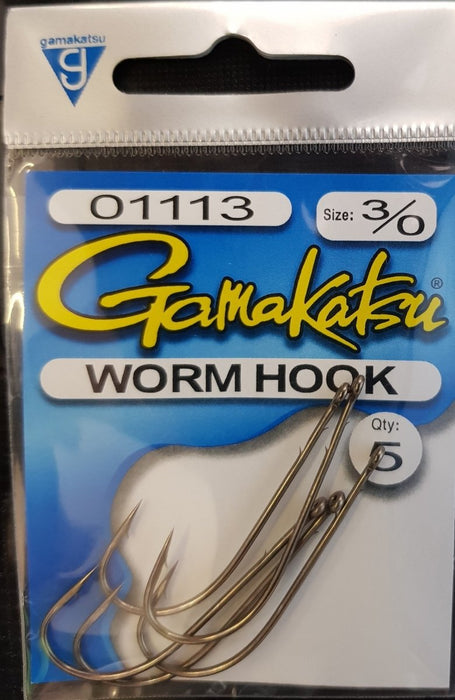 gamakatsu
g
01113
Size: 3/0
Gamakatsu®
WORM HOOK
Qty:
5